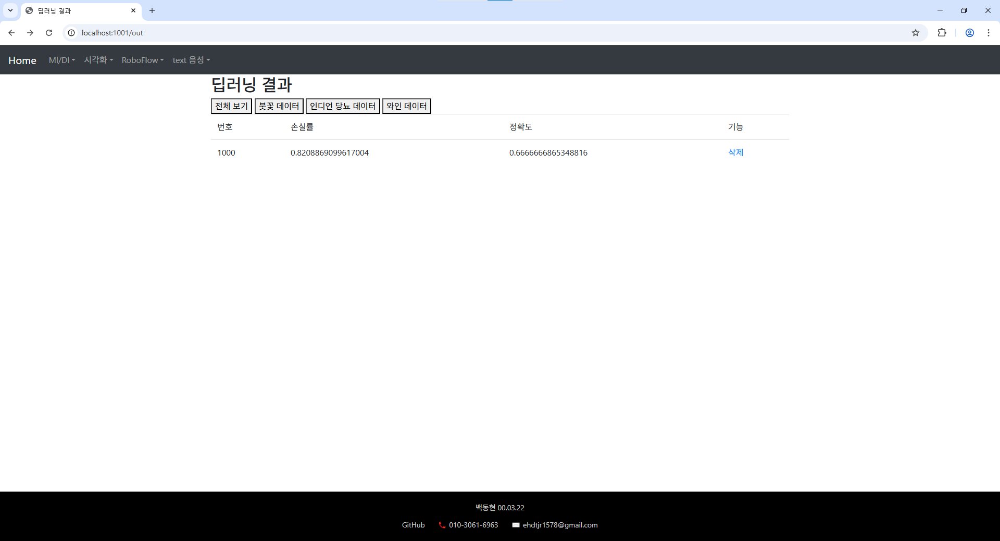 딥러닝 결과
localhost:1001/out
Home Ml/Dl 시각화 RoboFlow text 음성
딥러닝 결과
전체 보기 붓꽃 데이터 인디언 당뇨 데이터 와인 데이터
번호 손실률 정확도 기능
1000 0.8208869099617004 0.6666666865348816 삭제
백동현 00.03.22
GitHub 010-3061-6963 ehdtjr1578@gmail.com